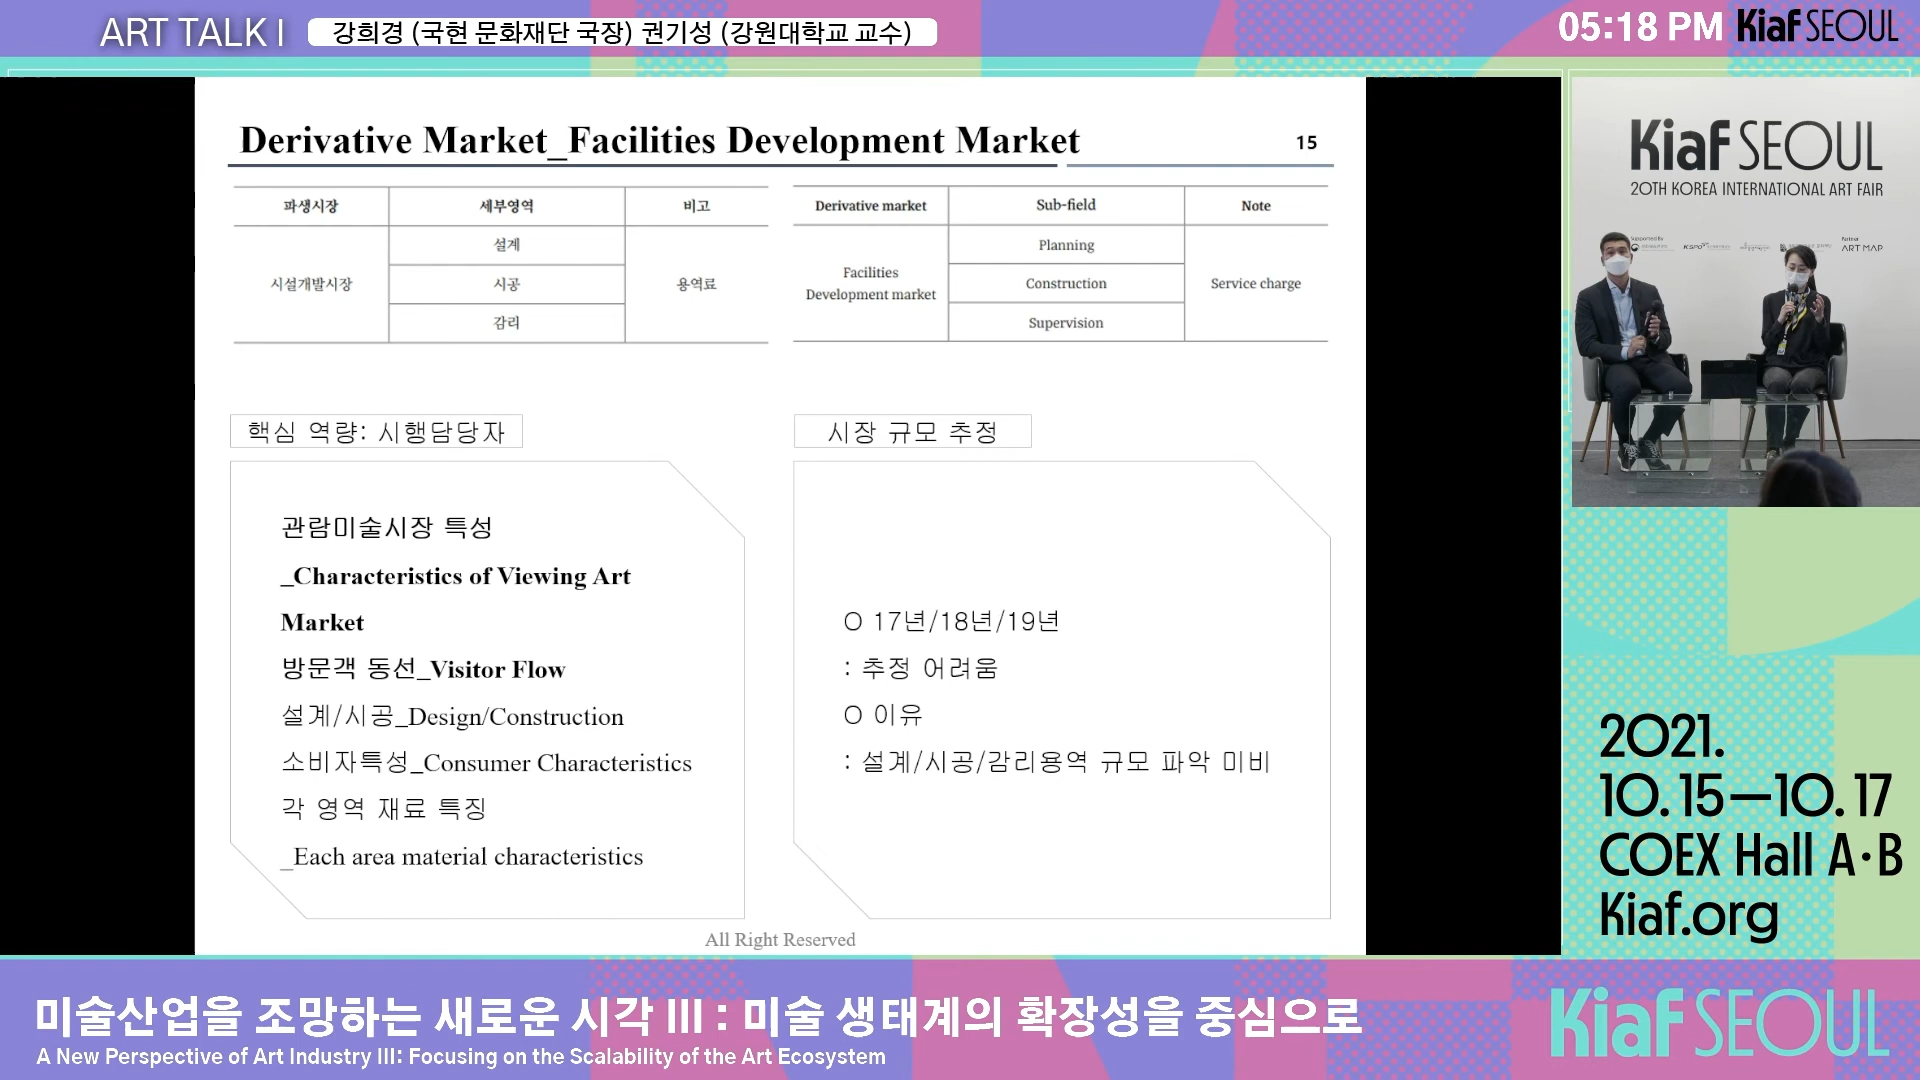 ART TALK I
강희경 (국현 문화재단 국장) 권기성 (강원대학교 교수)
05:18 PM Kiaf SEOUL
Derivative Market_Facilities Development Market
15
파생시장 세부영역 비고
시설개발시장
설계
시공
감리
용역료
Derivative market Sub-field Note
Facilities
Development market
Planning
Construction
Supervision
Service charge
핵심 역량: 시행담당자
관람미술시장 특성
_Characteristics of Viewing Art
Market
방문객 동선_Visitor Flow
설계/시공_Design/Construction
소비자특성_Consumer Characteristics
각 영역 재료 특징
_Each area material characteristics
시장 규모 추정
O 17년/18년/19년
: 추정 어려움
O 이유
: 설계/시공/감리용역 규모 파악 미비
All Right Reserved
Kiaf SEOUL
20TH KOREA INTERNATIONAL ART FAIR
Supported by
KSPO
Partner
ART MAP
2021.
10.15—10.17
COEX Hall A·B
Kiaf.org
미술산업을 조망하는 새로운 시각 III : 미술 생태계의 확장성을 중심으로
A New Perspective of Art Industry III: Focusing on the Scalability of the Art Ecosystem
Kiaf SEOUL